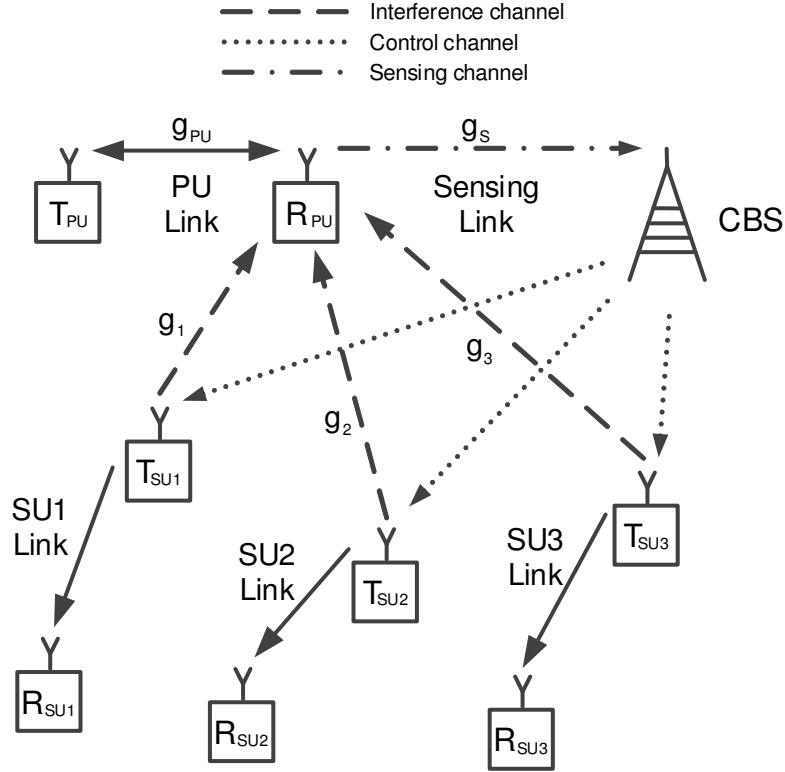 Interference channel
Control channel
Sensing channel
gPU
gS
TPU
PU
Link
RPU
Sensing
Link
CBS
g1
g2
g3
TSU1
SU1
Link
TSU2
SU2
Link
TSU3
SU3
Link
RSU1
RSU2
RSU3